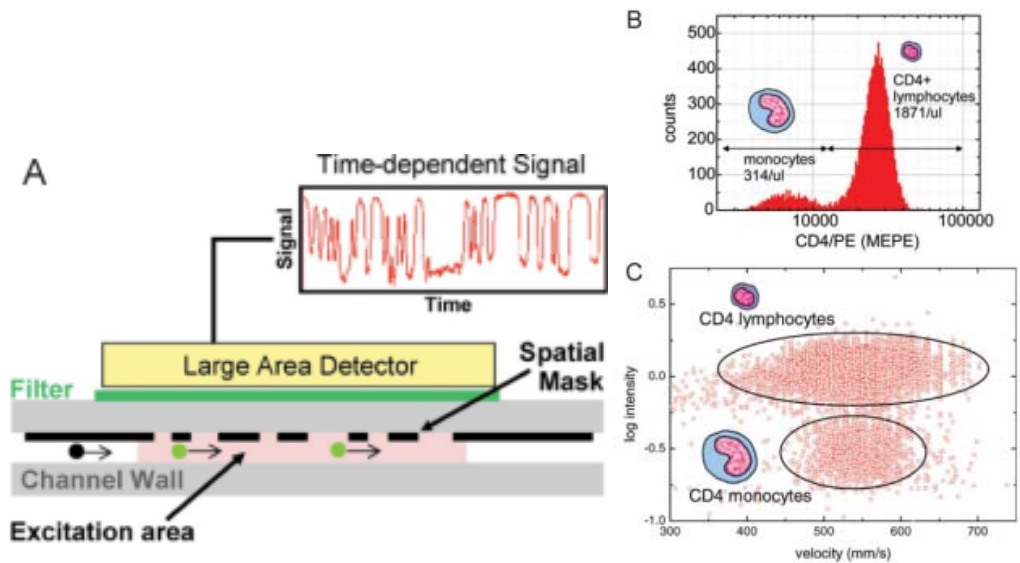 A
Time-dependent Signal
Signal
Time
Large Area Detector
Spatial
Mask
Filter
Channel Wall
Excitation area
B
500
400
300
200
100
0
counts
CD4+
lymphocytes
1871/ul
monocytes
314/ul
10000
100000
CD4/PE (MEPE)
C
0.5
0.0
-0.5
-1.0
log intensity
CD4 lymphocytes
CD4 monocytes
300
400
500
600
700
velocity (mm/s)